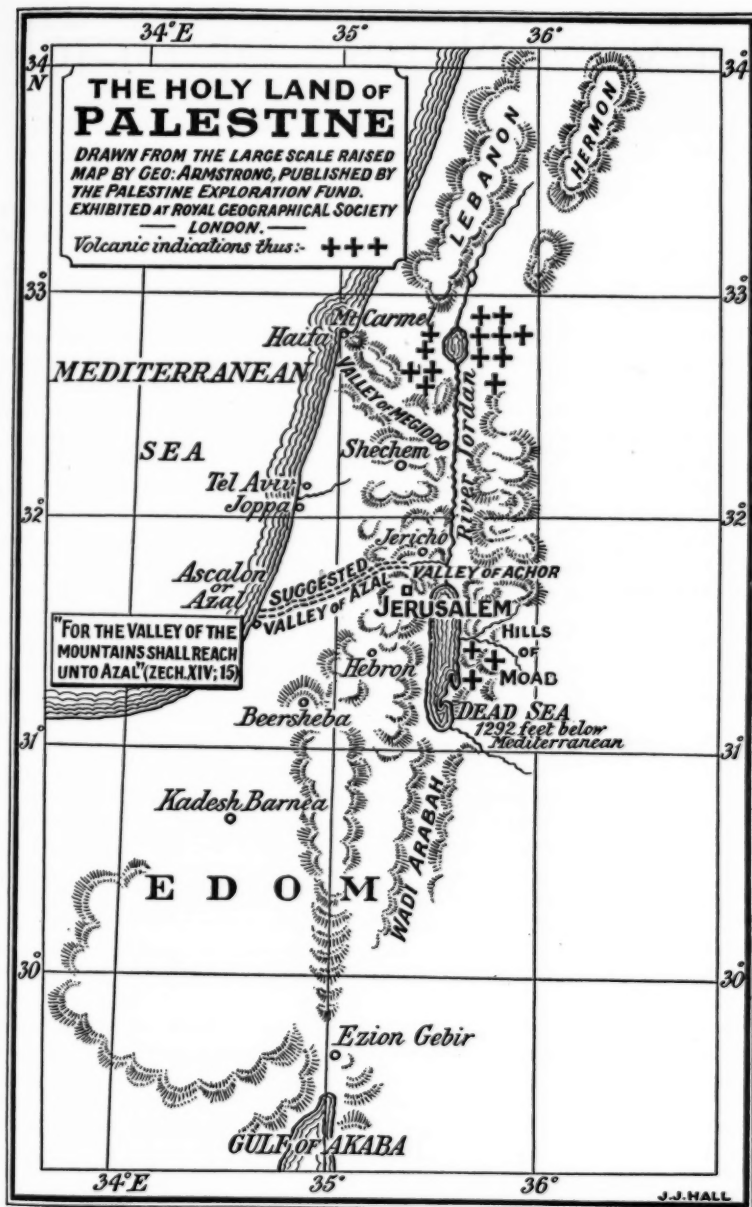 34°E 35° 36°
34° N
34°
THE HOLY LAND OF
PALESTINE
DRAWN FROM THE LARGE SCALE RAISED
MAP BY GEO: ARMSTRONG, PUBLISHED BY
THE PALESTINE EXPLORATION FUND.
EXHIBITED AT ROYAL GEOGRAPHICAL SOCIETY
LONDON.
Volcanic indications thus:- +++
LEBANON
HERMON
33°
33°
Mt Carmel
Haifa
MEDITERRANEAN
SEA
VALLEY OF MEGIDDO
River Jordan
Shechem
Tel Aviv
Joppa
32°
32°
Jericho
Ascalon
or
Azal
SUGGESTED
VALLEY OF AZAL
VALLEY OF ACHOR
JERUSALEM
"FOR THE VALLEY OF THE
MOUNTAINS SHALL REACH
UNTO AZAL" (ZECH.XIV; 15)
HILLS
OF
MOAB
Hebron
Beersheba
DEAD SEA
1292 feet below
Mediterranean
31°
31°
Kadesh Barnea
WADI ARABAH
EDOM
30°
30°
Ezion Gebir
GULF OF AKABA
34°E 35° 36°
J.J.HALL